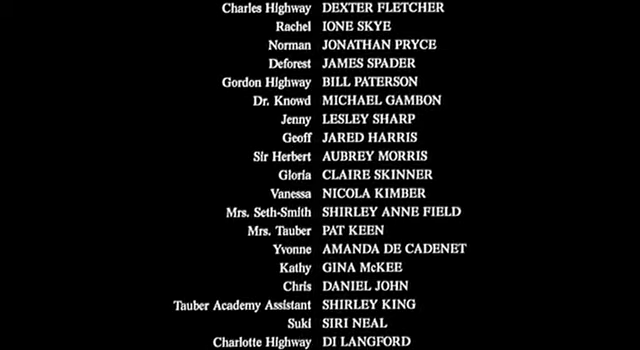 Charles Highway DEXTER FLETCHER
Rachel IONE SKYE
Norman JONATHAN PRYCE
Deforest JAMES SPADER
Gordon Highway BILL PATERSON
Dr. Knowd MICHAEL GAMBON
Jenny LESLEY SHARP
Geoff JARED HARRIS
Sir Herbert AUBREY MORRIS
Gloria CLAIRE SKINNER
Vanessa NICOLA KIMBER
Mrs. Seth-Smith SHIRLEY ANNE FIELD
Mrs. Tauber PAT KEEN
Yvonne AMANDA DE CADENET
Kathy GINA McKEE
Chris DANIEL JOHN
Tauber Academy Assistant SHIRLEY KING
Suki SIRI NEAL
Charlotte Highway DI LANGFORD